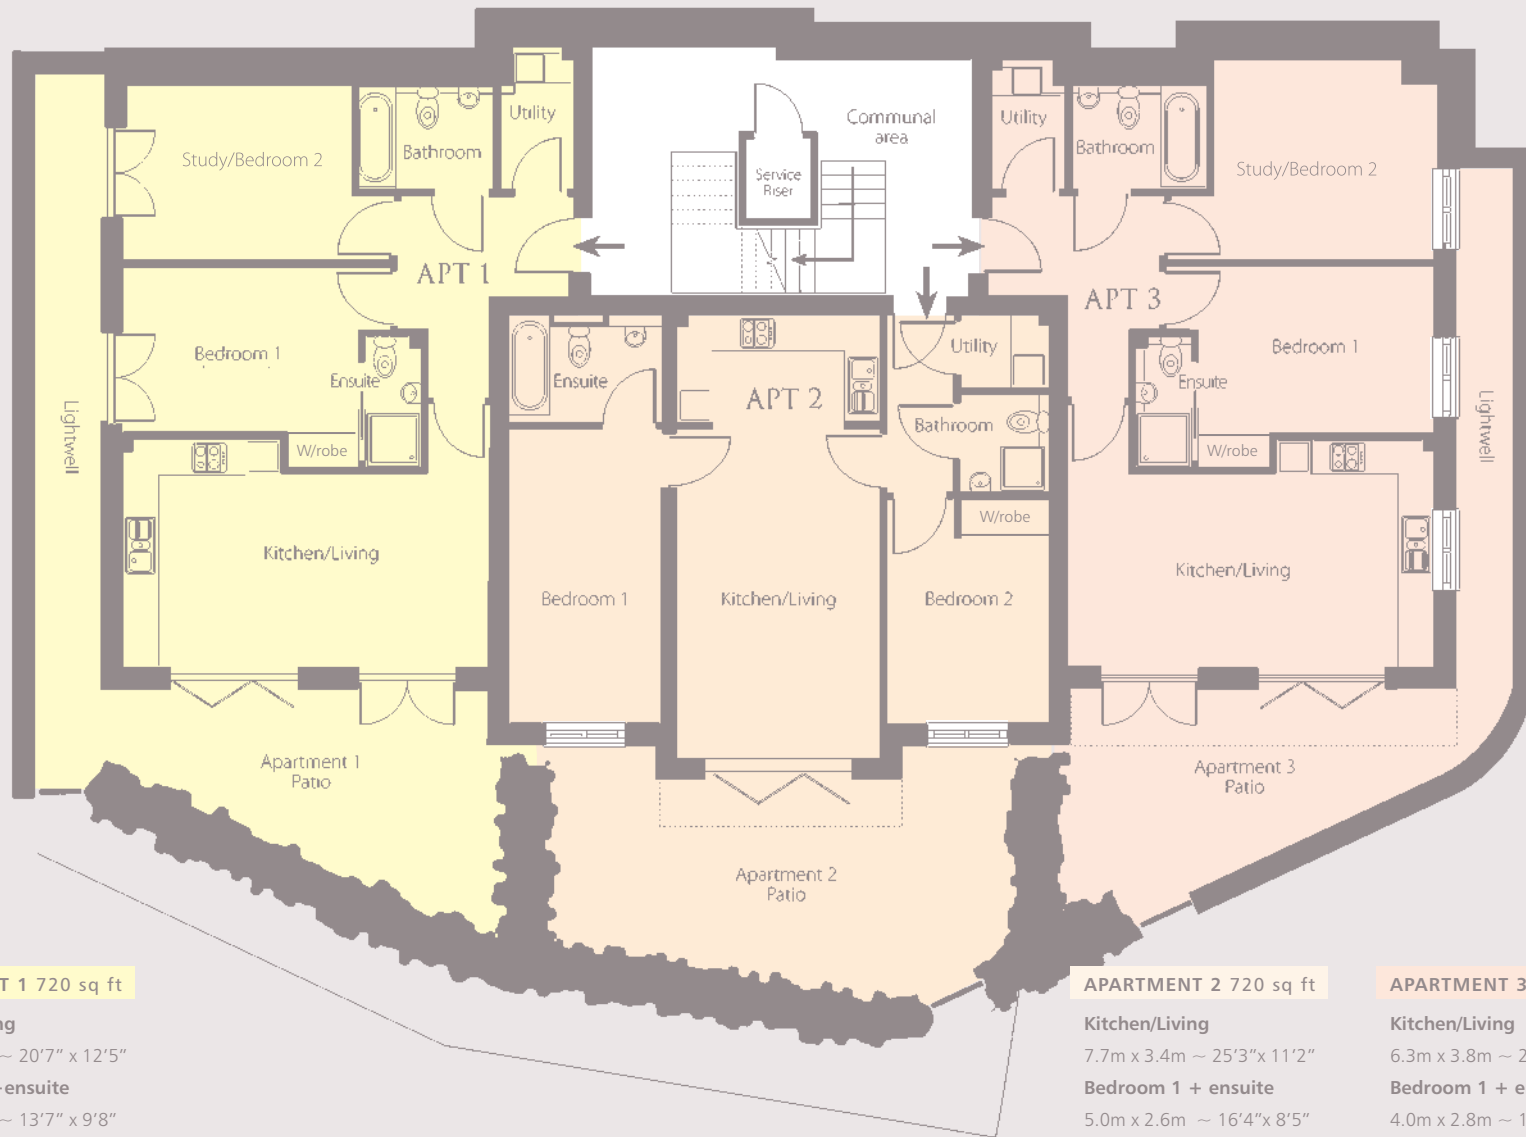 Utility
Communal
area
Utility
Study/Bedroom 2
Bathroom
Service
Riser
Bathroom
Study/Bedroom 2
APT 1
APT 3
Bedroom 1
Ensuite
Ensuite
APT 2
Utility
Bedroom 1
Ensuite
Lightwell
W/robe
Bathroom
W/robe
Lightwell
W/robe
Kitchen/Living
Bedroom 1
Kitchen/Living
Bedroom 2
Kitchen/Living
Apartment 1
Patio
Apartment 3
Patio
Apartment 2
Patio
T 1 720 sq ft
ng
~ 20’7” x 12’5”
ensuite
~ 13’7” x 9’8”
APARTMENT 2 720 sq ft
Kitchen/Living
7.7m x 3.4m ~ 25’3”x 11’2”
Bedroom 1 + ensuite
5.0m x 2.6m ~ 16’4”x 8’5”
APARTMENT 3
Kitchen/Living
6.3m x 3.8m ~ 2
Bedroom 1 + e
4.0m x 2.8m ~ 1